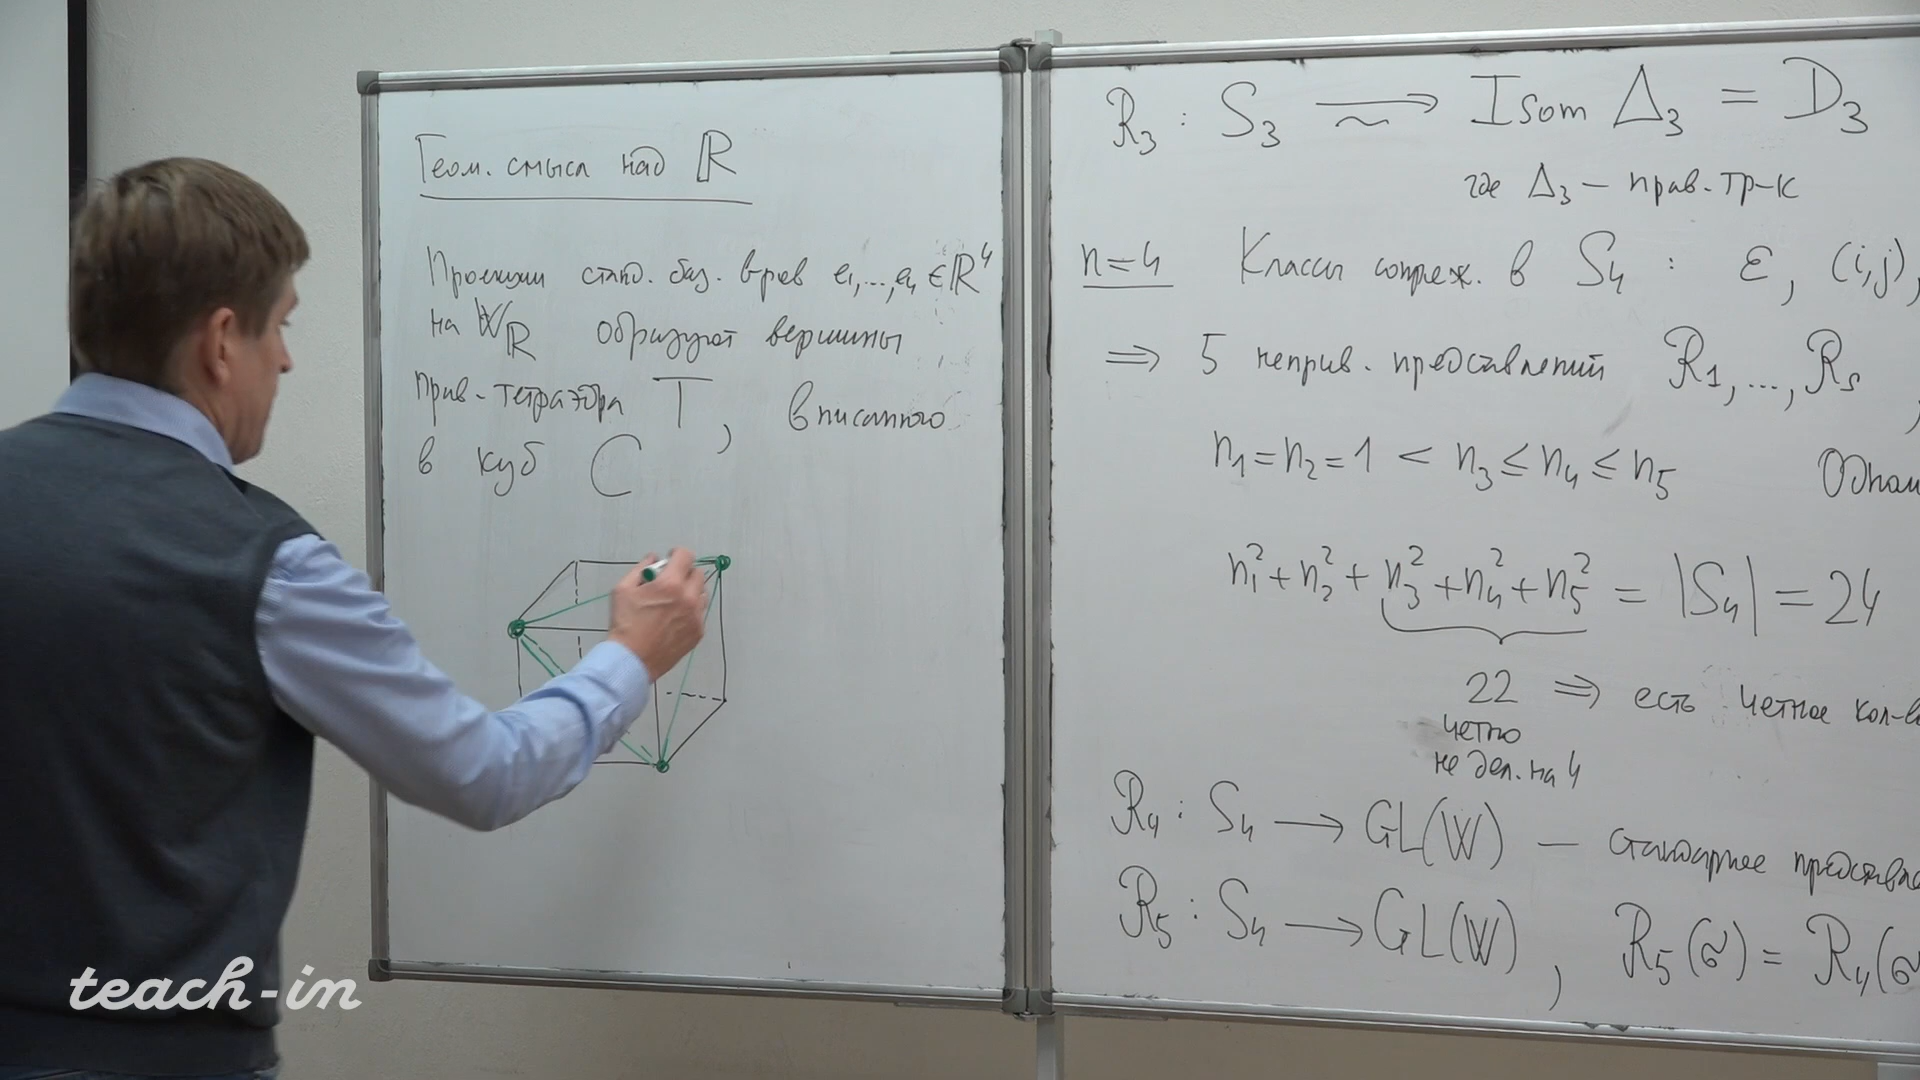 Геом. смысл над ℝ
Проекции станд. баз. в-ров e₁,...,e₄ ∈ ℝ⁴
на W_ℝ образуют вершины
прав. тетраэдра T, вписанного
в куб C
R₃ : S₃ ⟶ Isom Δ₃ = D₃
~
где Δ₃ — прав. тр-к
n=4 Классы сопряж. в S₄ : ε, (i,j),
⟹ 5 неприв. представлений R₁,...,R₅,
n₁=n₂=1 < n₃ ≤ n₄ ≤ n₅
n₁² + n₂² + n₃² + n₄² + n₅² = |S₄| = 24
22 ⟹ есть четное кол-в
четно
не дел. на 4
R₄ : S₄ ⟶ GL(W) — стандартное представле
R₅ : S₄ ⟶ GL(W), R₅(σ) = R₄(σ
teach-in